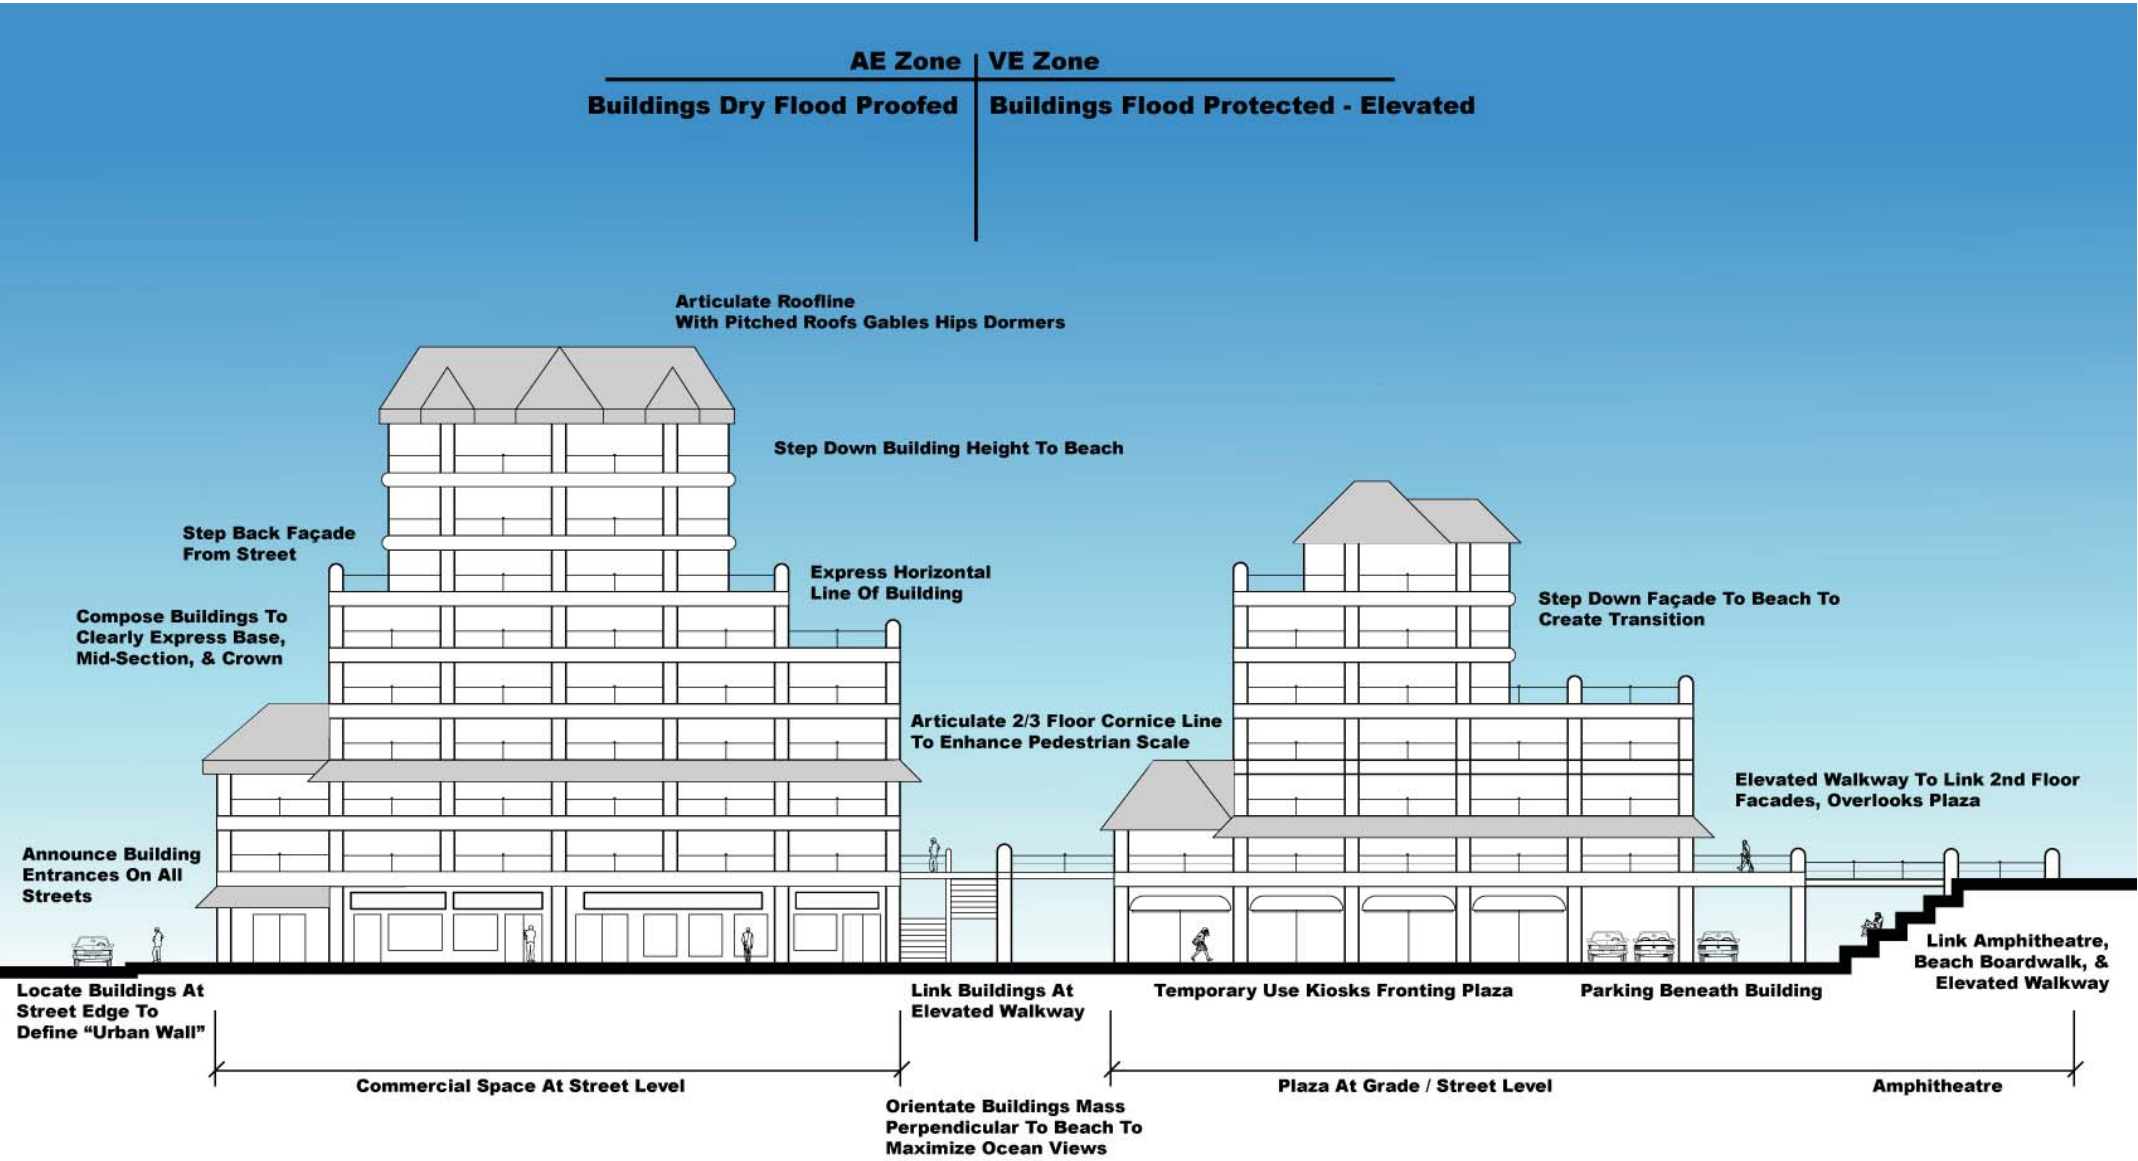 AE Zone | VE Zone
Buildings Dry Flood Proofed | Buildings Flood Protected - Elevated
Articulate Roofline
With Pitched Roofs Gables Hips Dormers
Step Down Building Height To Beach
Step Back Façade
From Street
Express Horizontal
Line Of Building
Compose Buildings To
Clearly Express Base,
Mid-Section, & Crown
Step Down Façade To Beach To
Create Transition
Articulate 2/3 Floor Cornice Line
To Enhance Pedestrian Scale
Elevated Walkway To Link 2nd Floor
Facades, Overlooks Plaza
Announce Building
Entrances On All
Streets
Link Amphitheatre,
Beach Boardwalk, &
Elevated Walkway
Locate Buildings At
Street Edge To
Define “Urban Wall”
Link Buildings At
Elevated Walkway
Temporary Use Kiosks Fronting Plaza
Parking Beneath Building
Commercial Space At Street Level
Plaza At Grade / Street Level
Amphitheatre
Orientate Buildings Mass
Perpendicular To Beach To
Maximize Ocean Views